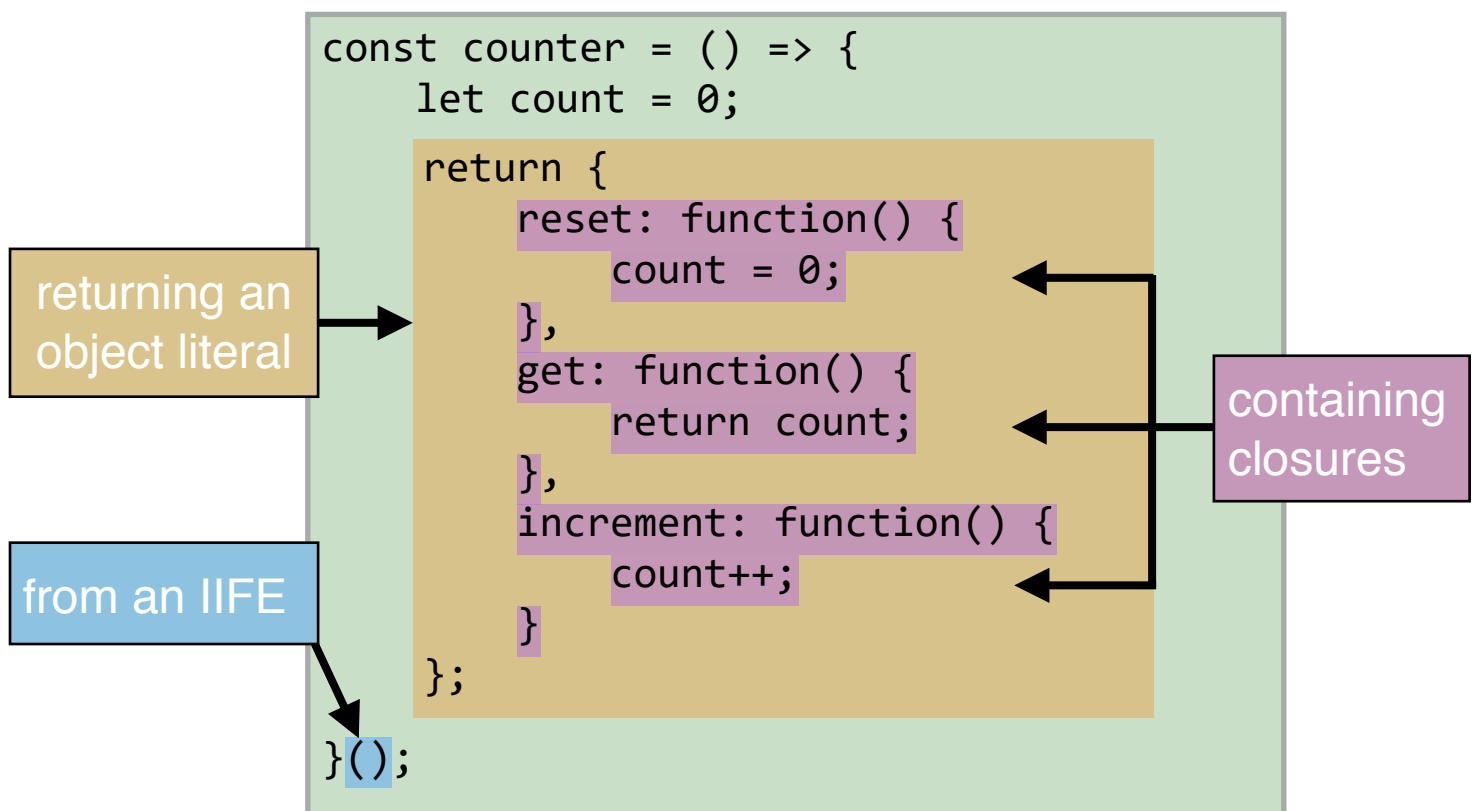 const counter = () => {
let count = 0;
return {
reset: function() {
count = 0;
},
get: function() {
return count;
},
increment: function() {
count++;
}
};
}();
returning an
object literal
from an IIFE
containing
closures